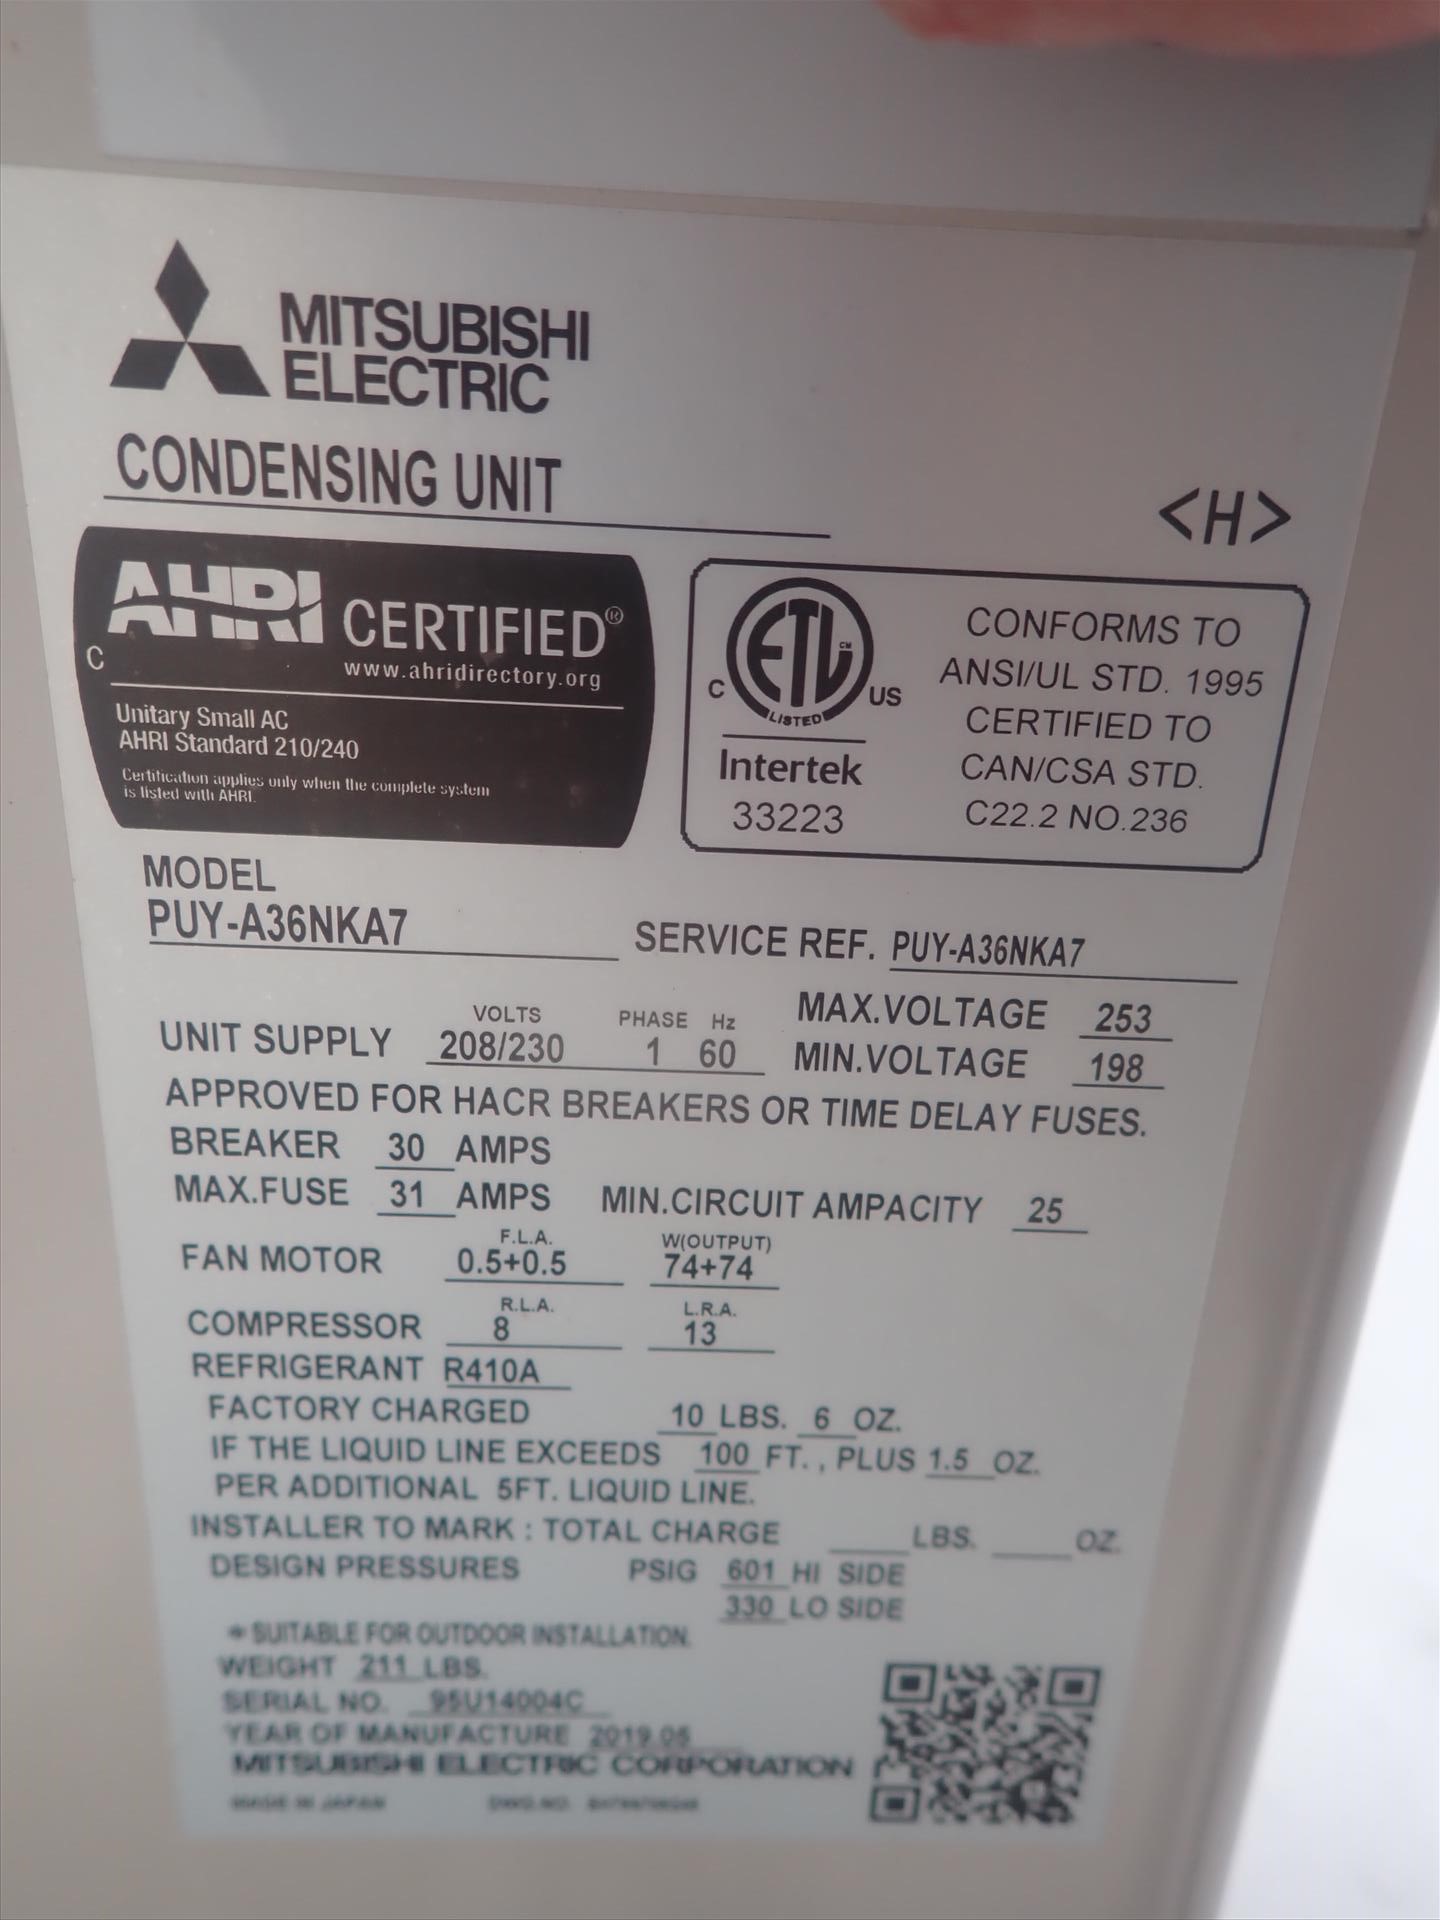 MITSUBISHI
ELECTRIC
CONDENSING UNIT
<H>
AHRI CERTIFIED®
www.ahridirectory.org
C
Unitary Small AC
AHRI Standard 210/240
Certification applies only when the complete system
is listed with AHRI.
ETL CM
LISTED
C US
Intertek
33223
CONFORMS TO
ANSI/UL STD. 1995
CERTIFIED TO
CAN/CSA STD.
C22.2 NO.236
MODEL
PUY-A36NKA7
SERVICE REF. PUY-A36NKA7
VOLTS PHASE Hz
UNIT SUPPLY 208/230 1 60
MAX.VOLTAGE 253
MIN.VOLTAGE 198
APPROVED FOR HACR BREAKERS OR TIME DELAY FUSES.
BREAKER 30 AMPS
MAX.FUSE 31 AMPS MIN.CIRCUIT AMPACITY 25
F.L.A. W(OUTPUT)
FAN MOTOR 0.5+0.5 74+74
R.L.A. L.R.A.
COMPRESSOR 8 13
REFRIGERANT R410A
FACTORY CHARGED 10 LBS. 6 OZ.
IF THE LIQUID LINE EXCEEDS 100 FT., PLUS 1.5 OZ.
PER ADDITIONAL 5FT. LIQUID LINE.
INSTALLER TO MARK : TOTAL CHARGE ____ LBS. ____ OZ.
DESIGN PRESSURES PSIG 601 HI SIDE
330 LO SIDE
* SUITABLE FOR OUTDOOR INSTALLATION.
WEIGHT 211 LBS.
SERIAL NO. 95U14004C
YEAR OF MANUFACTURE 2019.05
MITSUBISHI ELECTRIC CORPORATION
MADE IN JAPAN DWG.NO.